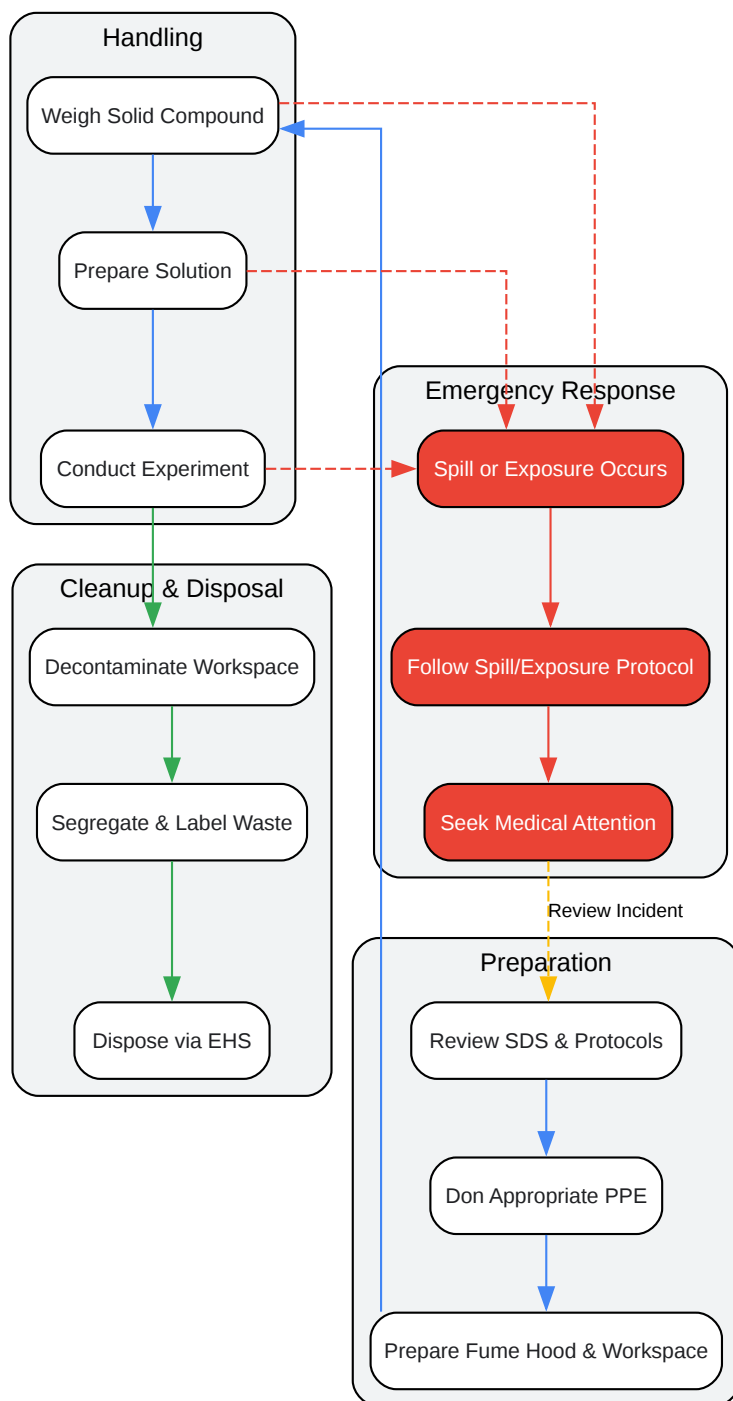 Handling
Weigh Solid Compound
Prepare Solution
Conduct Experiment
Emergency Response
Spill or Exposure Occurs
Follow Spill/Exposure Protocol
Seek Medical Attention
Review Incident
Cleanup & Disposal
Decontaminate Workspace
Segregate & Label Waste
Dispose via EHS
Preparation
Review SDS & Protocols
Don Appropriate PPE
Prepare Fume Hood & Workspace